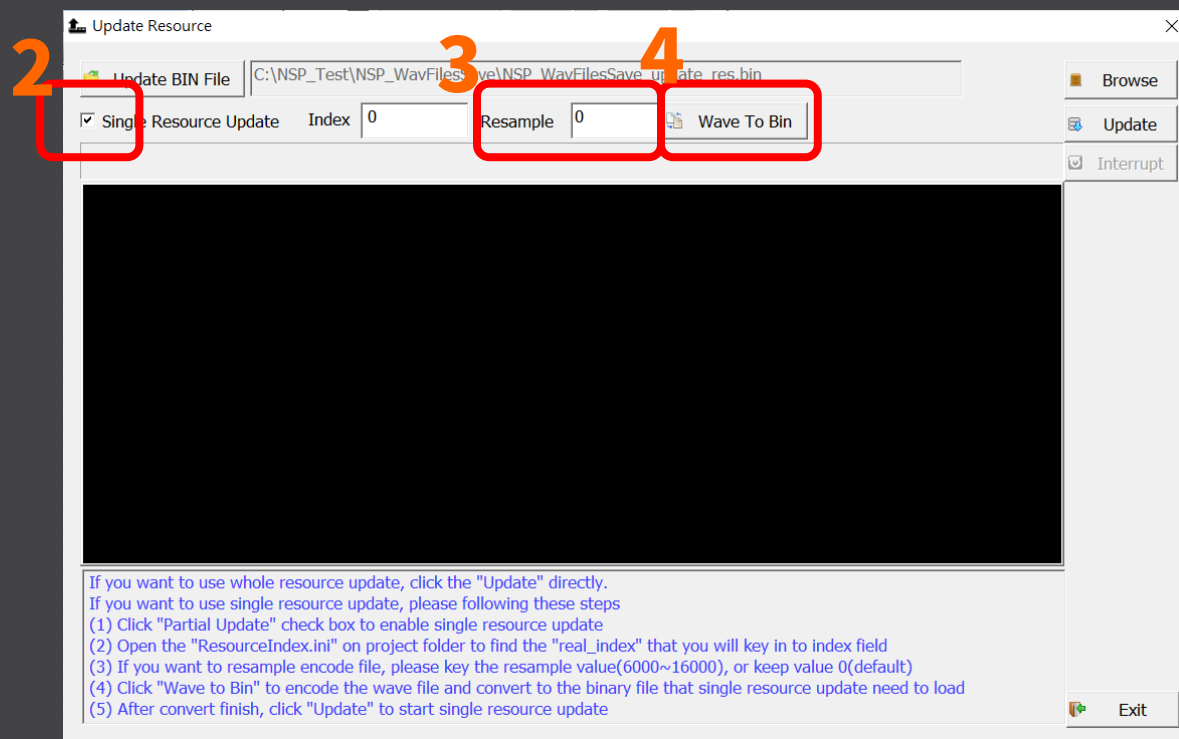 Update Resource
2
3
4
Update BIN File C:\NSP_Test\NSP_WavFilesSave\NSP_WavFilesSave_update_res.bin Browse
Single Resource Update Index 0 Resample 0 Wave To Bin Update
Interrupt
If you want to use whole resource update, click the "Update" directly.
If you want to use single resource update, please following these steps
(1) Click "Partial Update" check box to enable single resource update
(2) Open the "ResourceIndex.ini" on project folder to find the "real_index" that you will key in to index field
(3) If you want to resample encode file, please key the resample value(6000~16000), or keep value 0(default)
(4) Click "Wave to Bin" to encode the wave file and convert to the binary file that single resource update need to load
(5) After convert finish, click "Update" to start single resource update
Exit